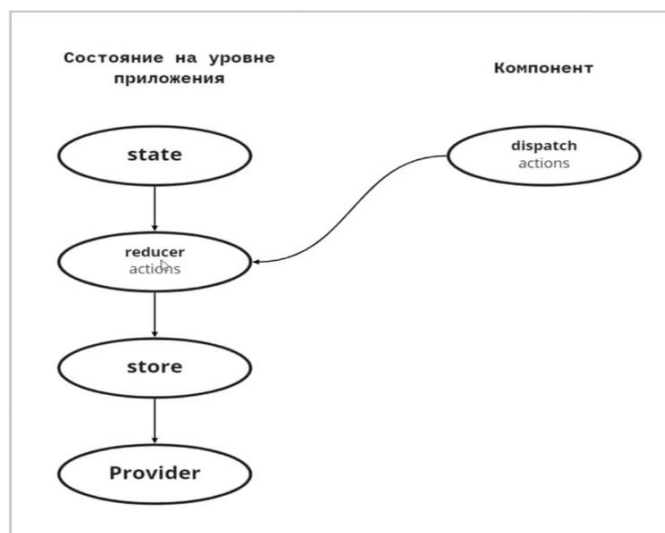 Состояние на уровне
приложения
Компонент
state
dispatch
actions
reducer
actions
store
Provider